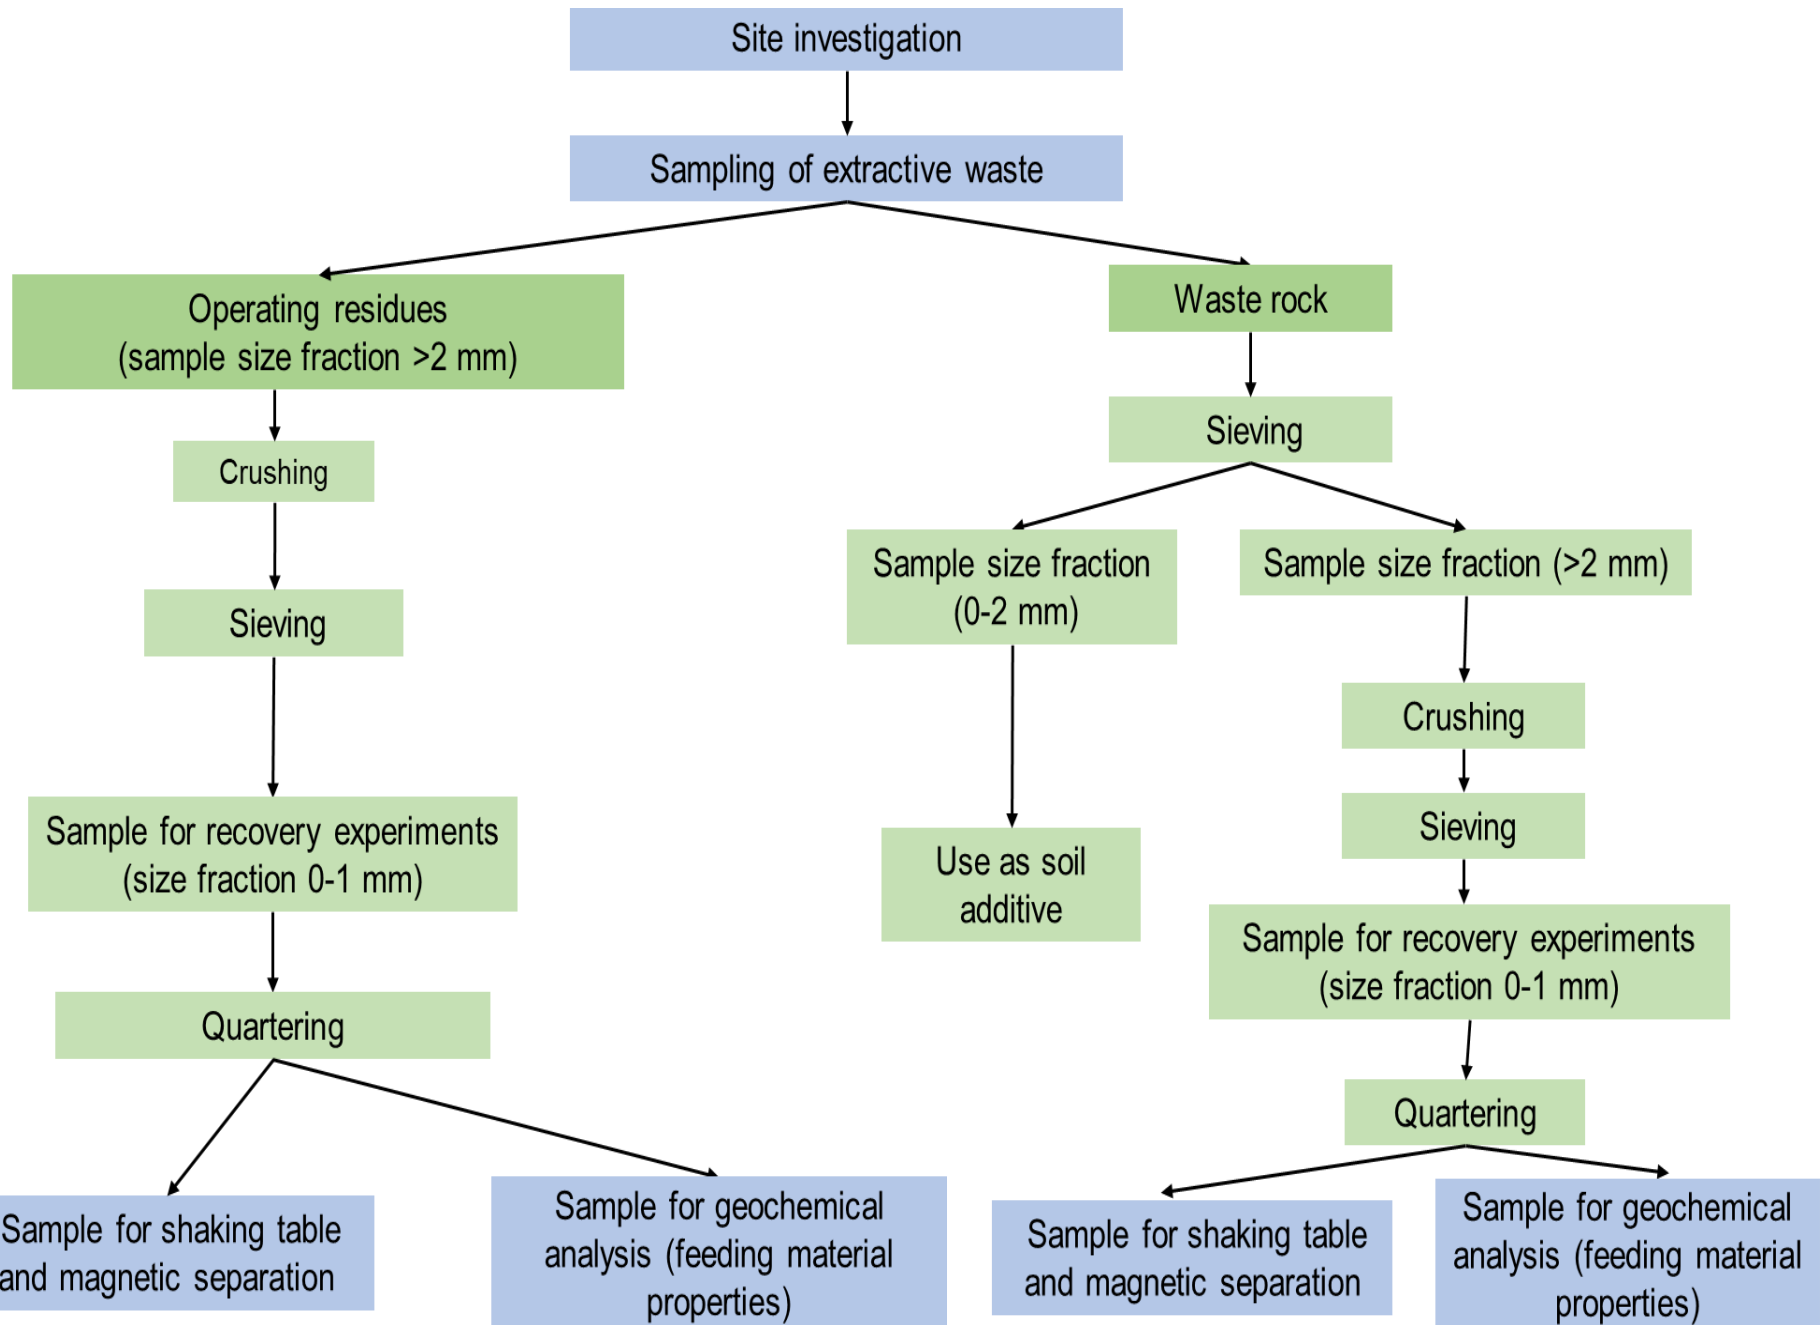 Site investigation
Sampling of extractive waste
Operating residues
(sample size fraction >2 mm)
Waste rock
Crushing
Sieving
Sieving
Sample size fraction
(0-2 mm)
Sample size fraction (>2 mm)
Crushing
Sieving
Sample for recovery experiments
(size fraction 0-1 mm)
Use as soil
additive
Sample for recovery experiments
(size fraction 0-1 mm)
Quartering
Quartering
Sample for shaking table
and magnetic separation
Sample for geochemical
analysis (feeding material
properties)
Sample for shaking table
and magnetic separation
Sample for geochemical
analysis (feeding material
properties)